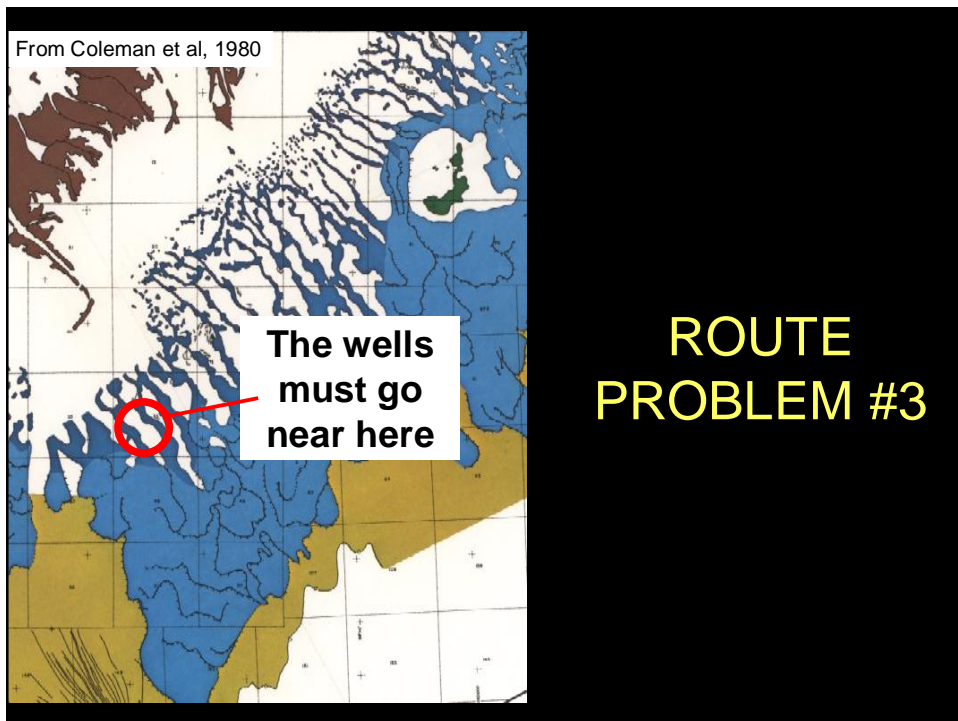 From Coleman et al, 1980
The wells
must go
near here
ROUTE
PROBLEM #3